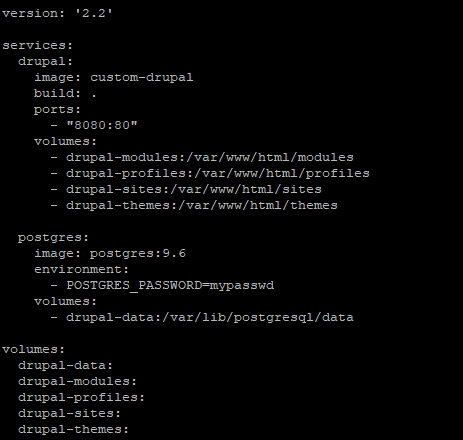 version: '2.2'

services:
  drupal:
    image: custom-drupal
    build: .
    ports:
      - "8080:80"
    volumes:
      - drupal-modules:/var/www/html/modules
      - drupal-profiles:/var/www/html/profiles
      - drupal-sites:/var/www/html/sites
      - drupal-themes:/var/www/html/themes

  postgres:
    image: postgres:9.6
    environment:
      - POSTGRES_PASSWORD=mypasswd
    volumes:
      - drupal-data:/var/lib/postgresql/data

volumes:
  drupal-data:
  drupal-modules:
  drupal-profiles:
  drupal-sites:
  drupal-themes: